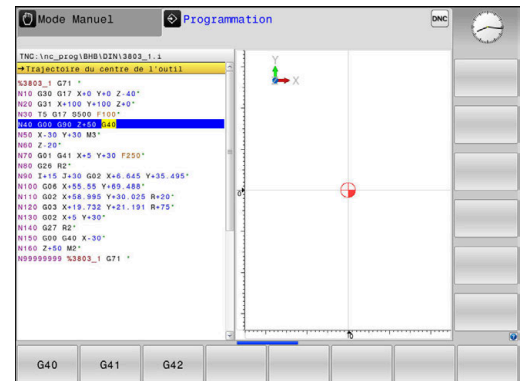 Mode Manuel
Programmation
DNC
TNC:\nc_prog\BHB\DIN\3803_1.i
→Trajectoire du centre de l'outil
%3803_1 G71 *
N10 G30 G17 X+0 Y+0 Z-40*
N20 G31 X+100 Y+100 Z+0*
N30 T5 G17 S500 F100*
N40 G00 G90 Z+50 G40
N50 X-30 Y+30 M3*
N60 Z-20*
N70 G01 G41 X+5 Y+30 F250*
N80 G26 R2*
N90 I+15 J+30 G02 X+6.645 Y+35.495*
N100 G06 X+55.55 Y+69.488*
N110 G02 X+58.995 Y+30.025 R+20*
N120 G03 X+19.732 Y+21.191 R+75*
N130 G02 X+5 Y+30*
N140 G27 R2*
N150 G00 G40 X-30*
N160 Z+50 M2*
N99999999 %3803_1 G71 *
Y
X
0
0
G40 G41 G42